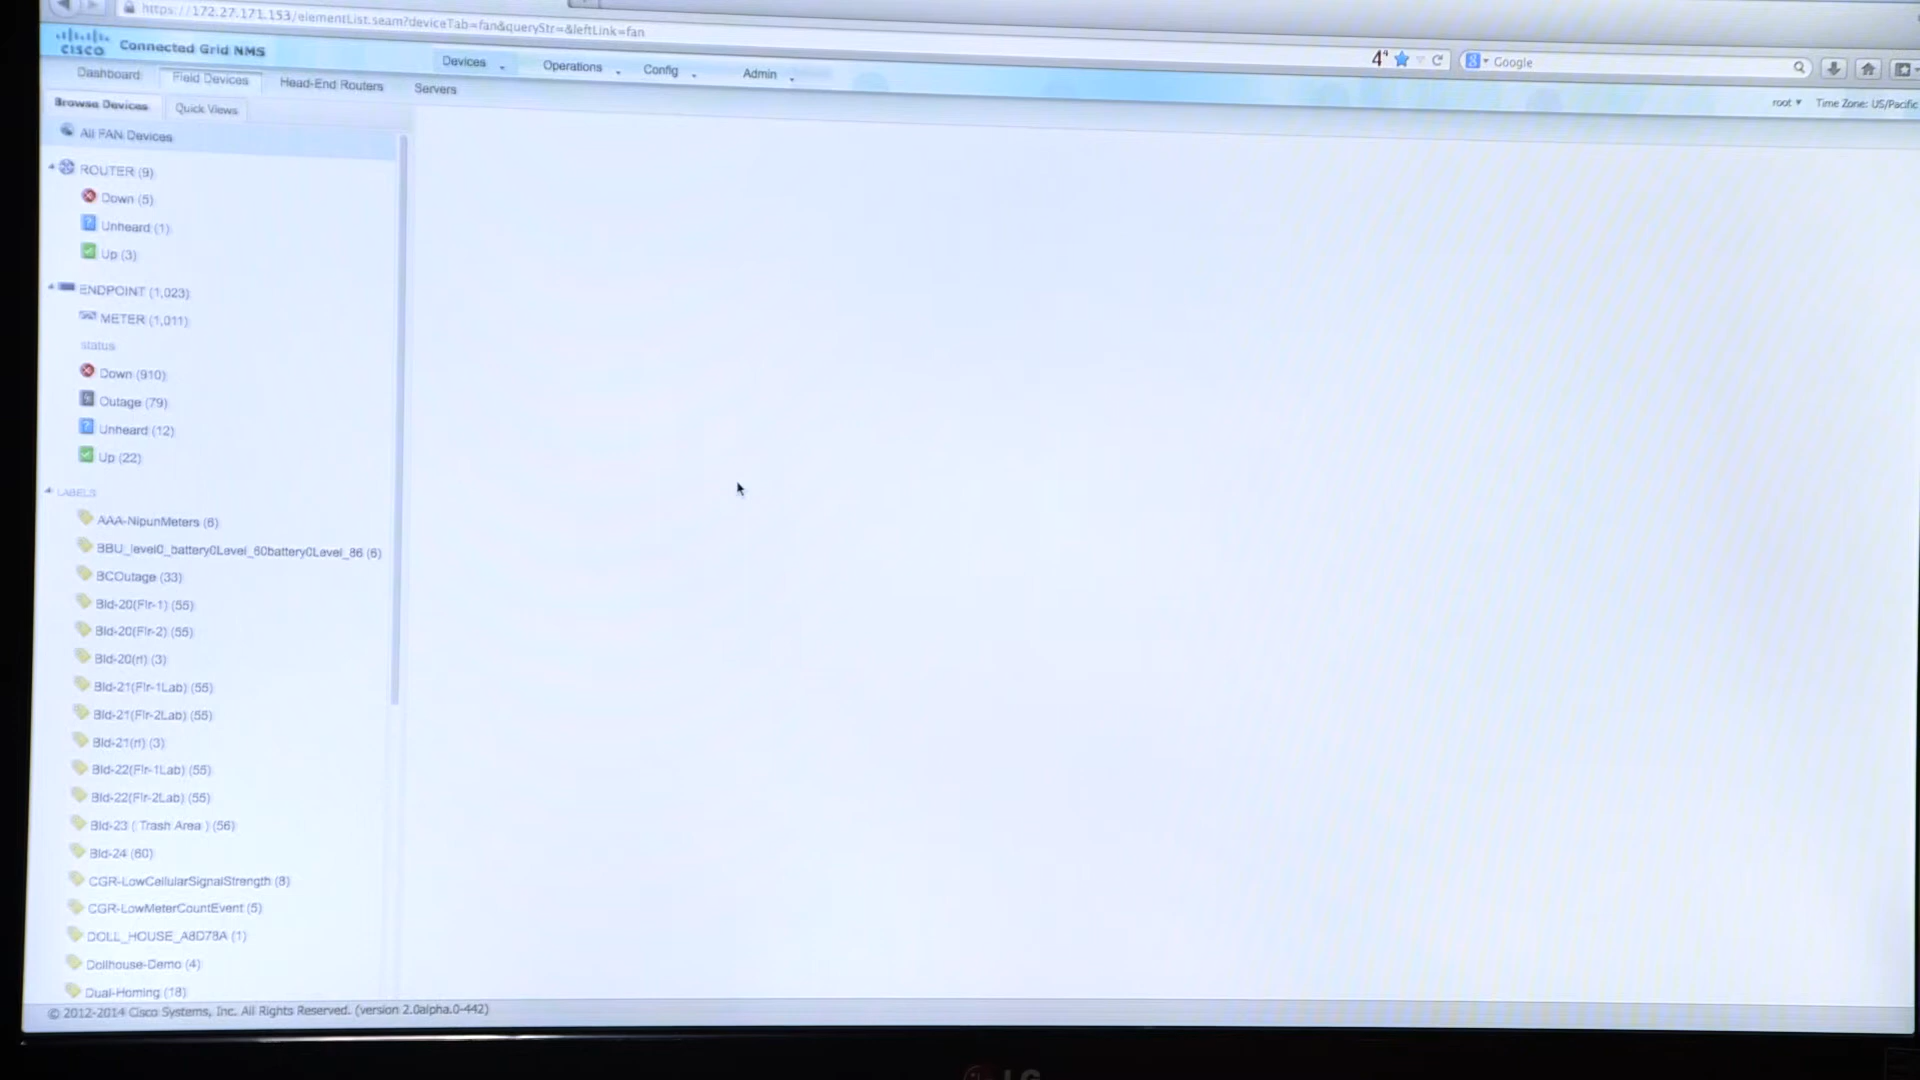 https://172.27.171.153/elementList.seam?deviceTab=fan&queryStr=&leftLink=fan
CISCO Connected Grid NMS
Devices Operations Config Admin
Google
root Time Zone: US/Pacific
Dashboard Field Devices Head-End Routers Servers
Browse Devices Quick Views
All FAN Devices
ROUTER (9)
Down (5)
Unheard (1)
Up (3)
ENDPOINT (1,023)
METER (1,011)
status
Down (910)
Outage (79)
Unheard (12)
Up (22)
LABELS
AAA-NipunMeters (6)
BBU_level0_battery0Level_60battery0Level_86 (6)
BCOutage (33)
Bld-20(Flr-1) (55)
Bld-20(Flr-2) (55)
Bld-20(rf) (3)
Bld-21(Flr-1Lab) (55)
Bld-21(Flr-2Lab) (55)
Bld-21(rf) (3)
Bld-22(Flr-1Lab) (55)
Bld-22(Flr-2Lab) (55)
Bld-23 ( Trash Area ) (56)
Bld-24 (60)
CGR-LowCellularSignalStrength (8)
CGR-LowMeterCountEvent (5)
DOLL_HOUSE_A8D78A (1)
Dollhouse-Demo (4)
Dual-Homing (18)
© 2012-2014 Cisco Systems, Inc. All Rights Reserved. (version 2.0alpha.0-442)
LG